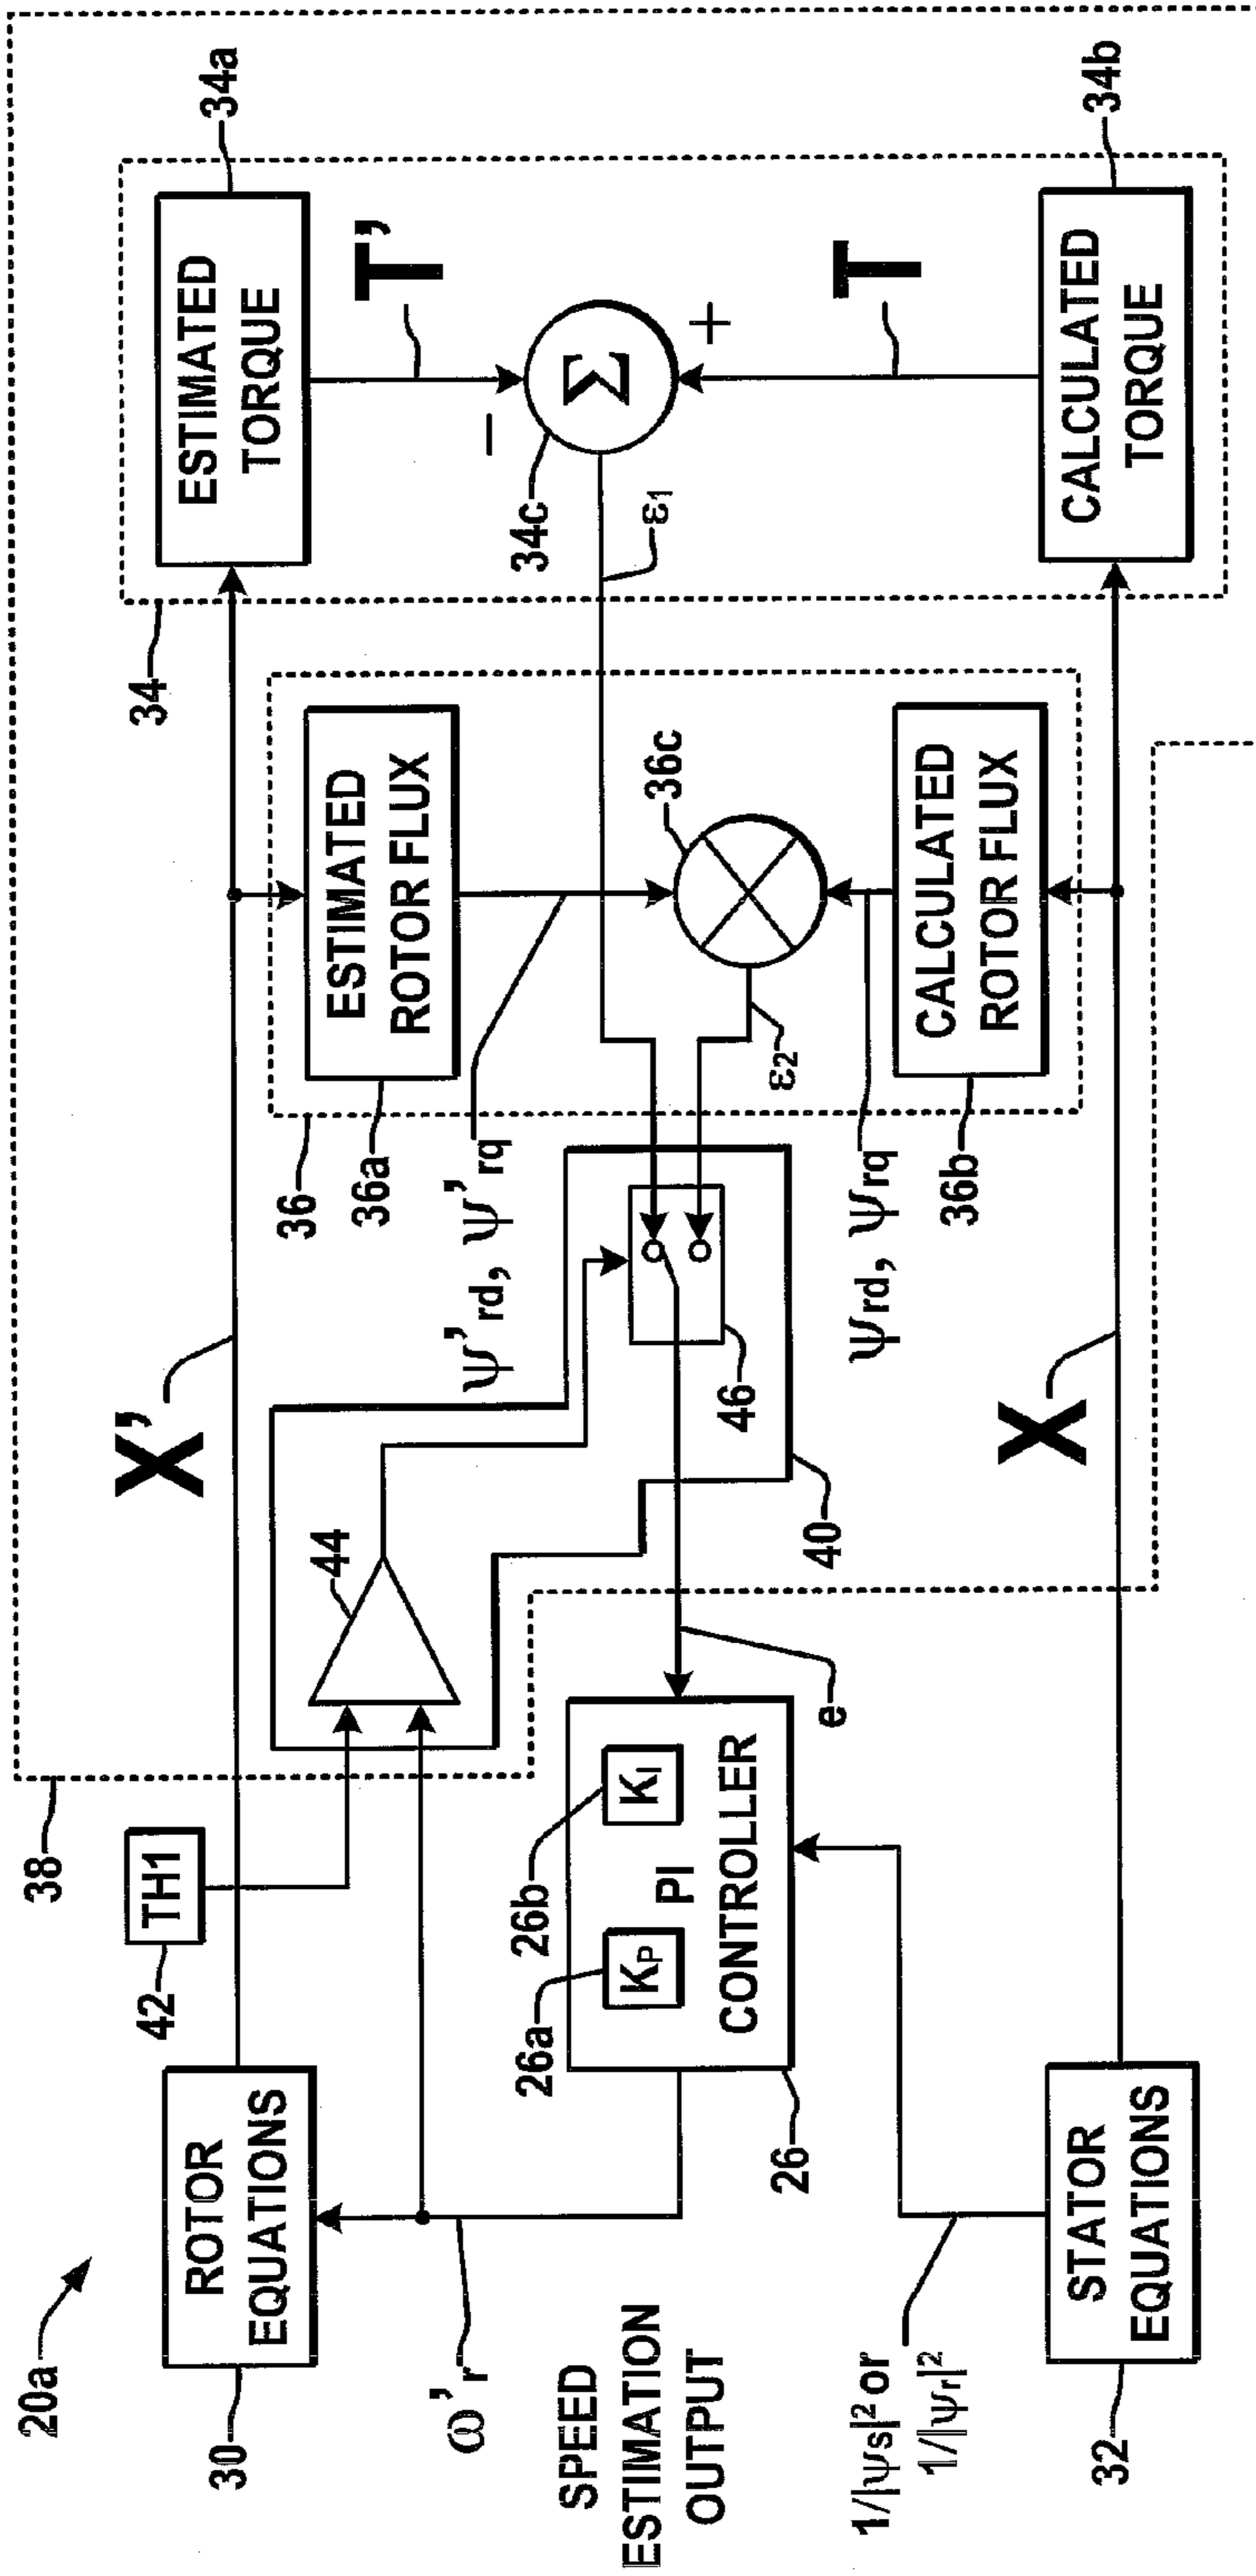 20a
30
ROTOR
EQUATIONS
42
TH1
38
X'
44
34
ESTIMATED
TORQUE
34a
T'
−
34c
Σ
+
ε1
T
CALCULATED
TORQUE
34b
36
36a
ESTIMATED
ROTOR FLUX
ψ'rd, ψ'rq
36c
ε2
ψrd, ψrq
36b
CALCULATED
ROTOR FLUX
46
40
e
26a
26b
KP
KI
PI
CONTROLLER
26
ω'r
SPEED
ESTIMATION
OUTPUT
1/|ψs|² or
1/|ψr|²
X
32
STATOR
EQUATIONS